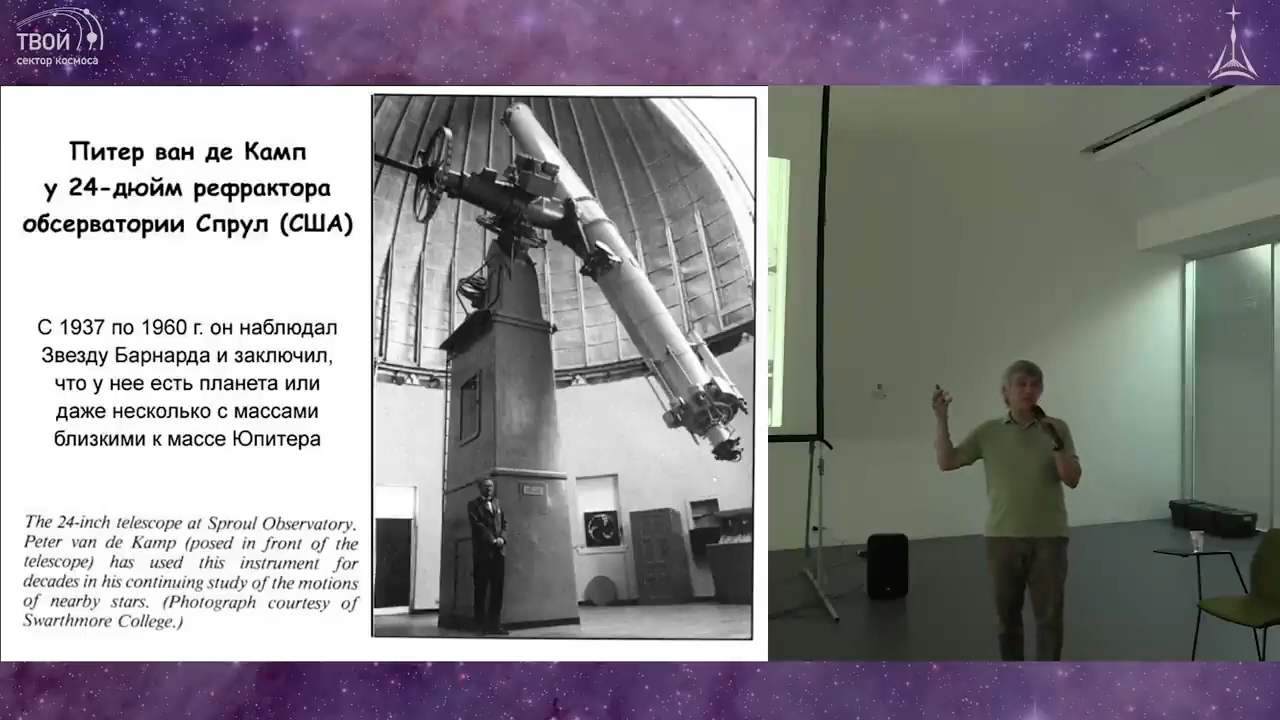 ТВОЙ
сектор космоса
Питер ван де Камп
у 24-дюйм рефрактора
обсерватории Спрул (США)
С 1937 по 1960 г. он наблюдал
Звезду Барнарда и заключил,
что у нее есть планета или
даже несколько с массами
близкими к массе Юпитера
The 24-inch telescope at Sproul Observatory.
Peter van de Kamp (posed in front of the
telescope) has used this instrument for
decades in his continuing study of the motions
of nearby stars. (Photograph courtesy of
Swarthmore College.)